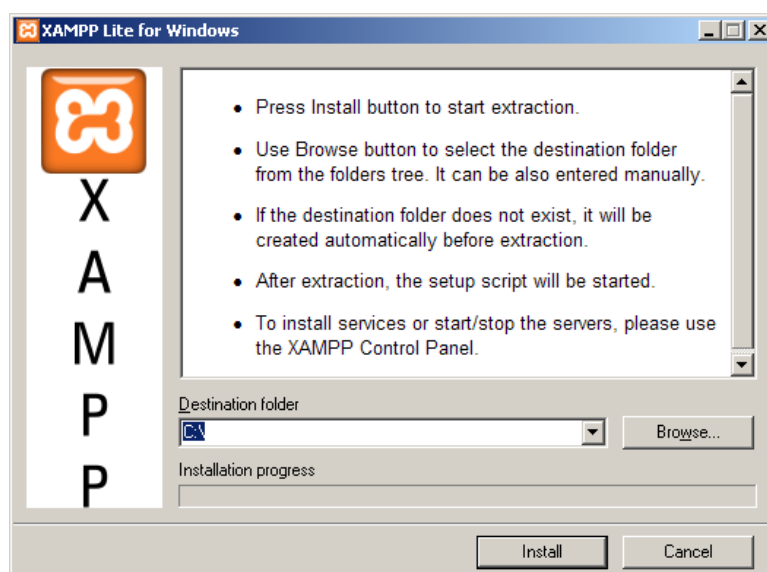 XAMPP Lite for Windows
X
A
M
P
P
• Press Install button to start extraction.
• Use Browse button to select the destination folder
from the folders tree. It can be also entered manually.
• If the destination folder does not exist, it will be
created automatically before extraction.
• After extraction, the setup script will be started.
• To install services or start/stop the servers, please use
the XAMPP Control Panel.
Destination folder
C:\
Browse...
Installation progress
Install
Cancel